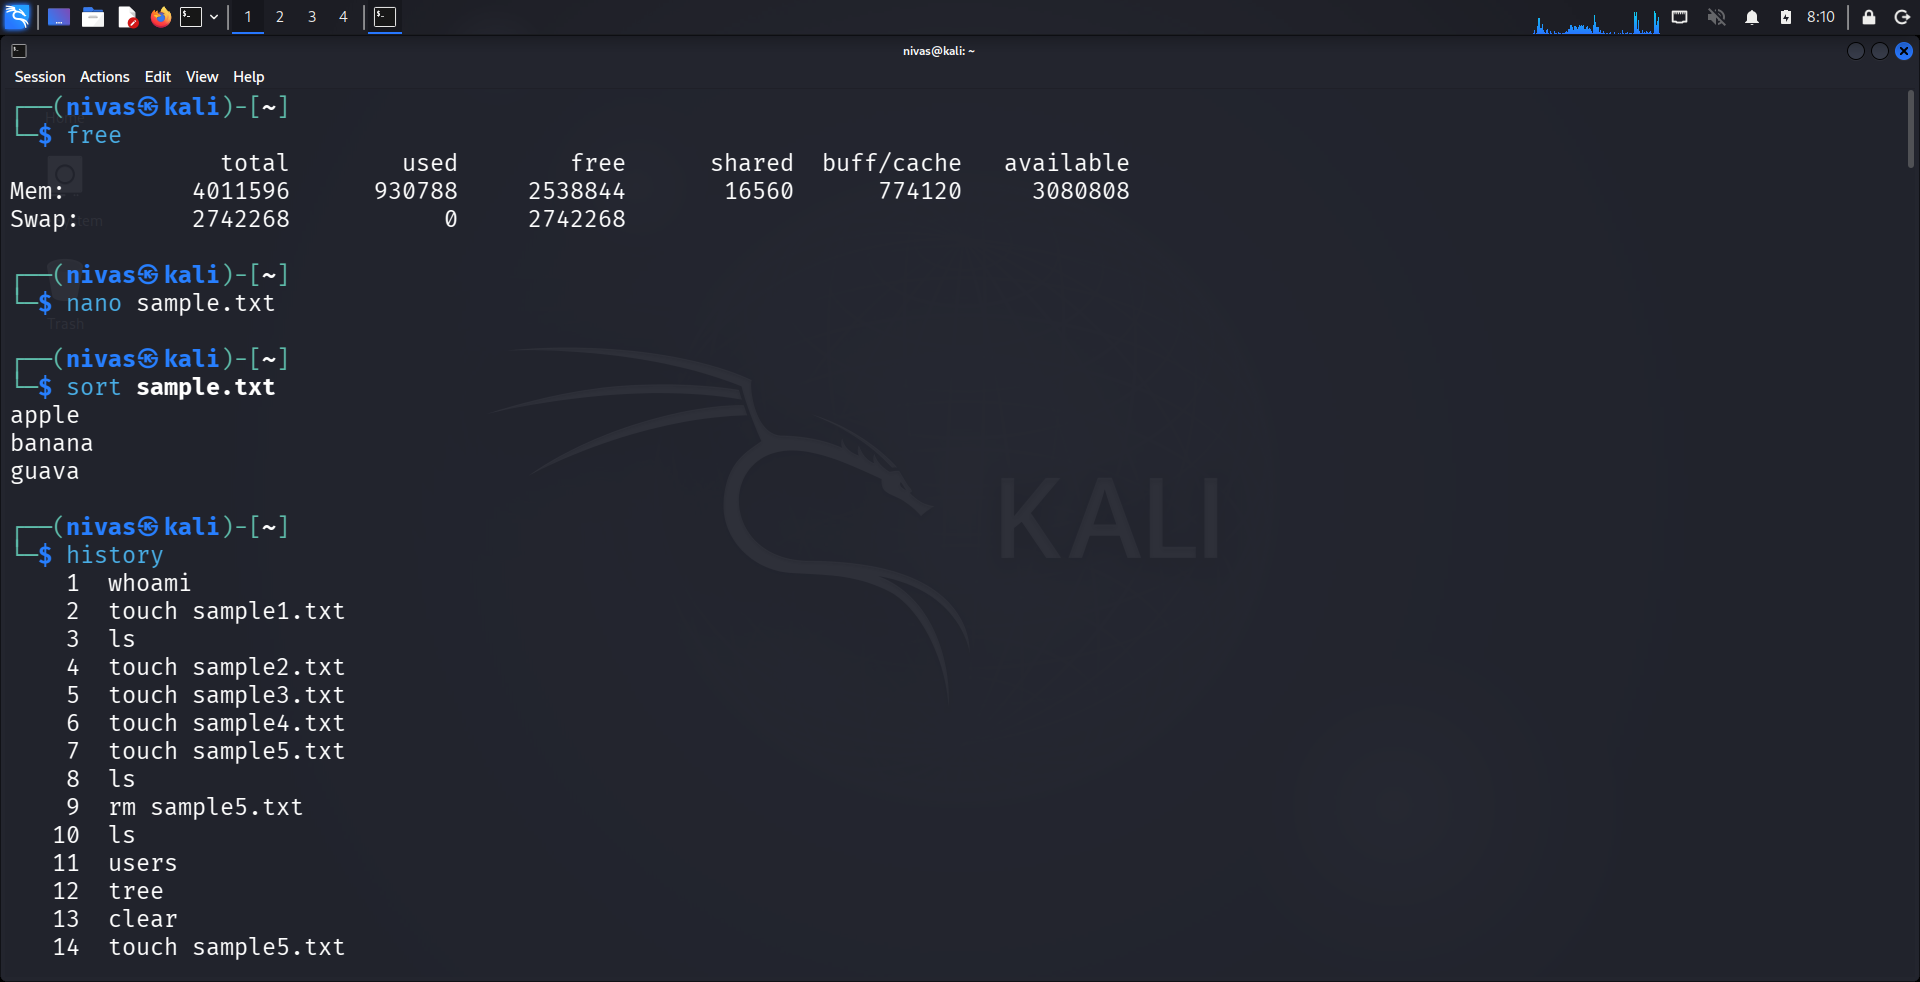 1 2 3 4 8:10
nivas@kali: ~
Session Actions Edit View Help
┌──(nivas㉿kali)-[~]
└─$ free
total used free shared buff/cache available
Mem: 4011596 930788 2538844 16560 774120 3080808
Swap: 2742268 0 2742268
┌──(nivas㉿kali)-[~]
└─$ nano sample.txt
Trash
┌──(nivas㉿kali)-[~]
└─$ sort sample.txt
apple
banana
guava
KALI
┌──(nivas㉿kali)-[~]
└─$ history
1 whoami
2 touch sample1.txt
3 ls
4 touch sample2.txt
5 touch sample3.txt
6 touch sample4.txt
7 touch sample5.txt
8 ls
9 rm sample5.txt
10 ls
11 users
12 tree
13 clear
14 touch sample5.txt